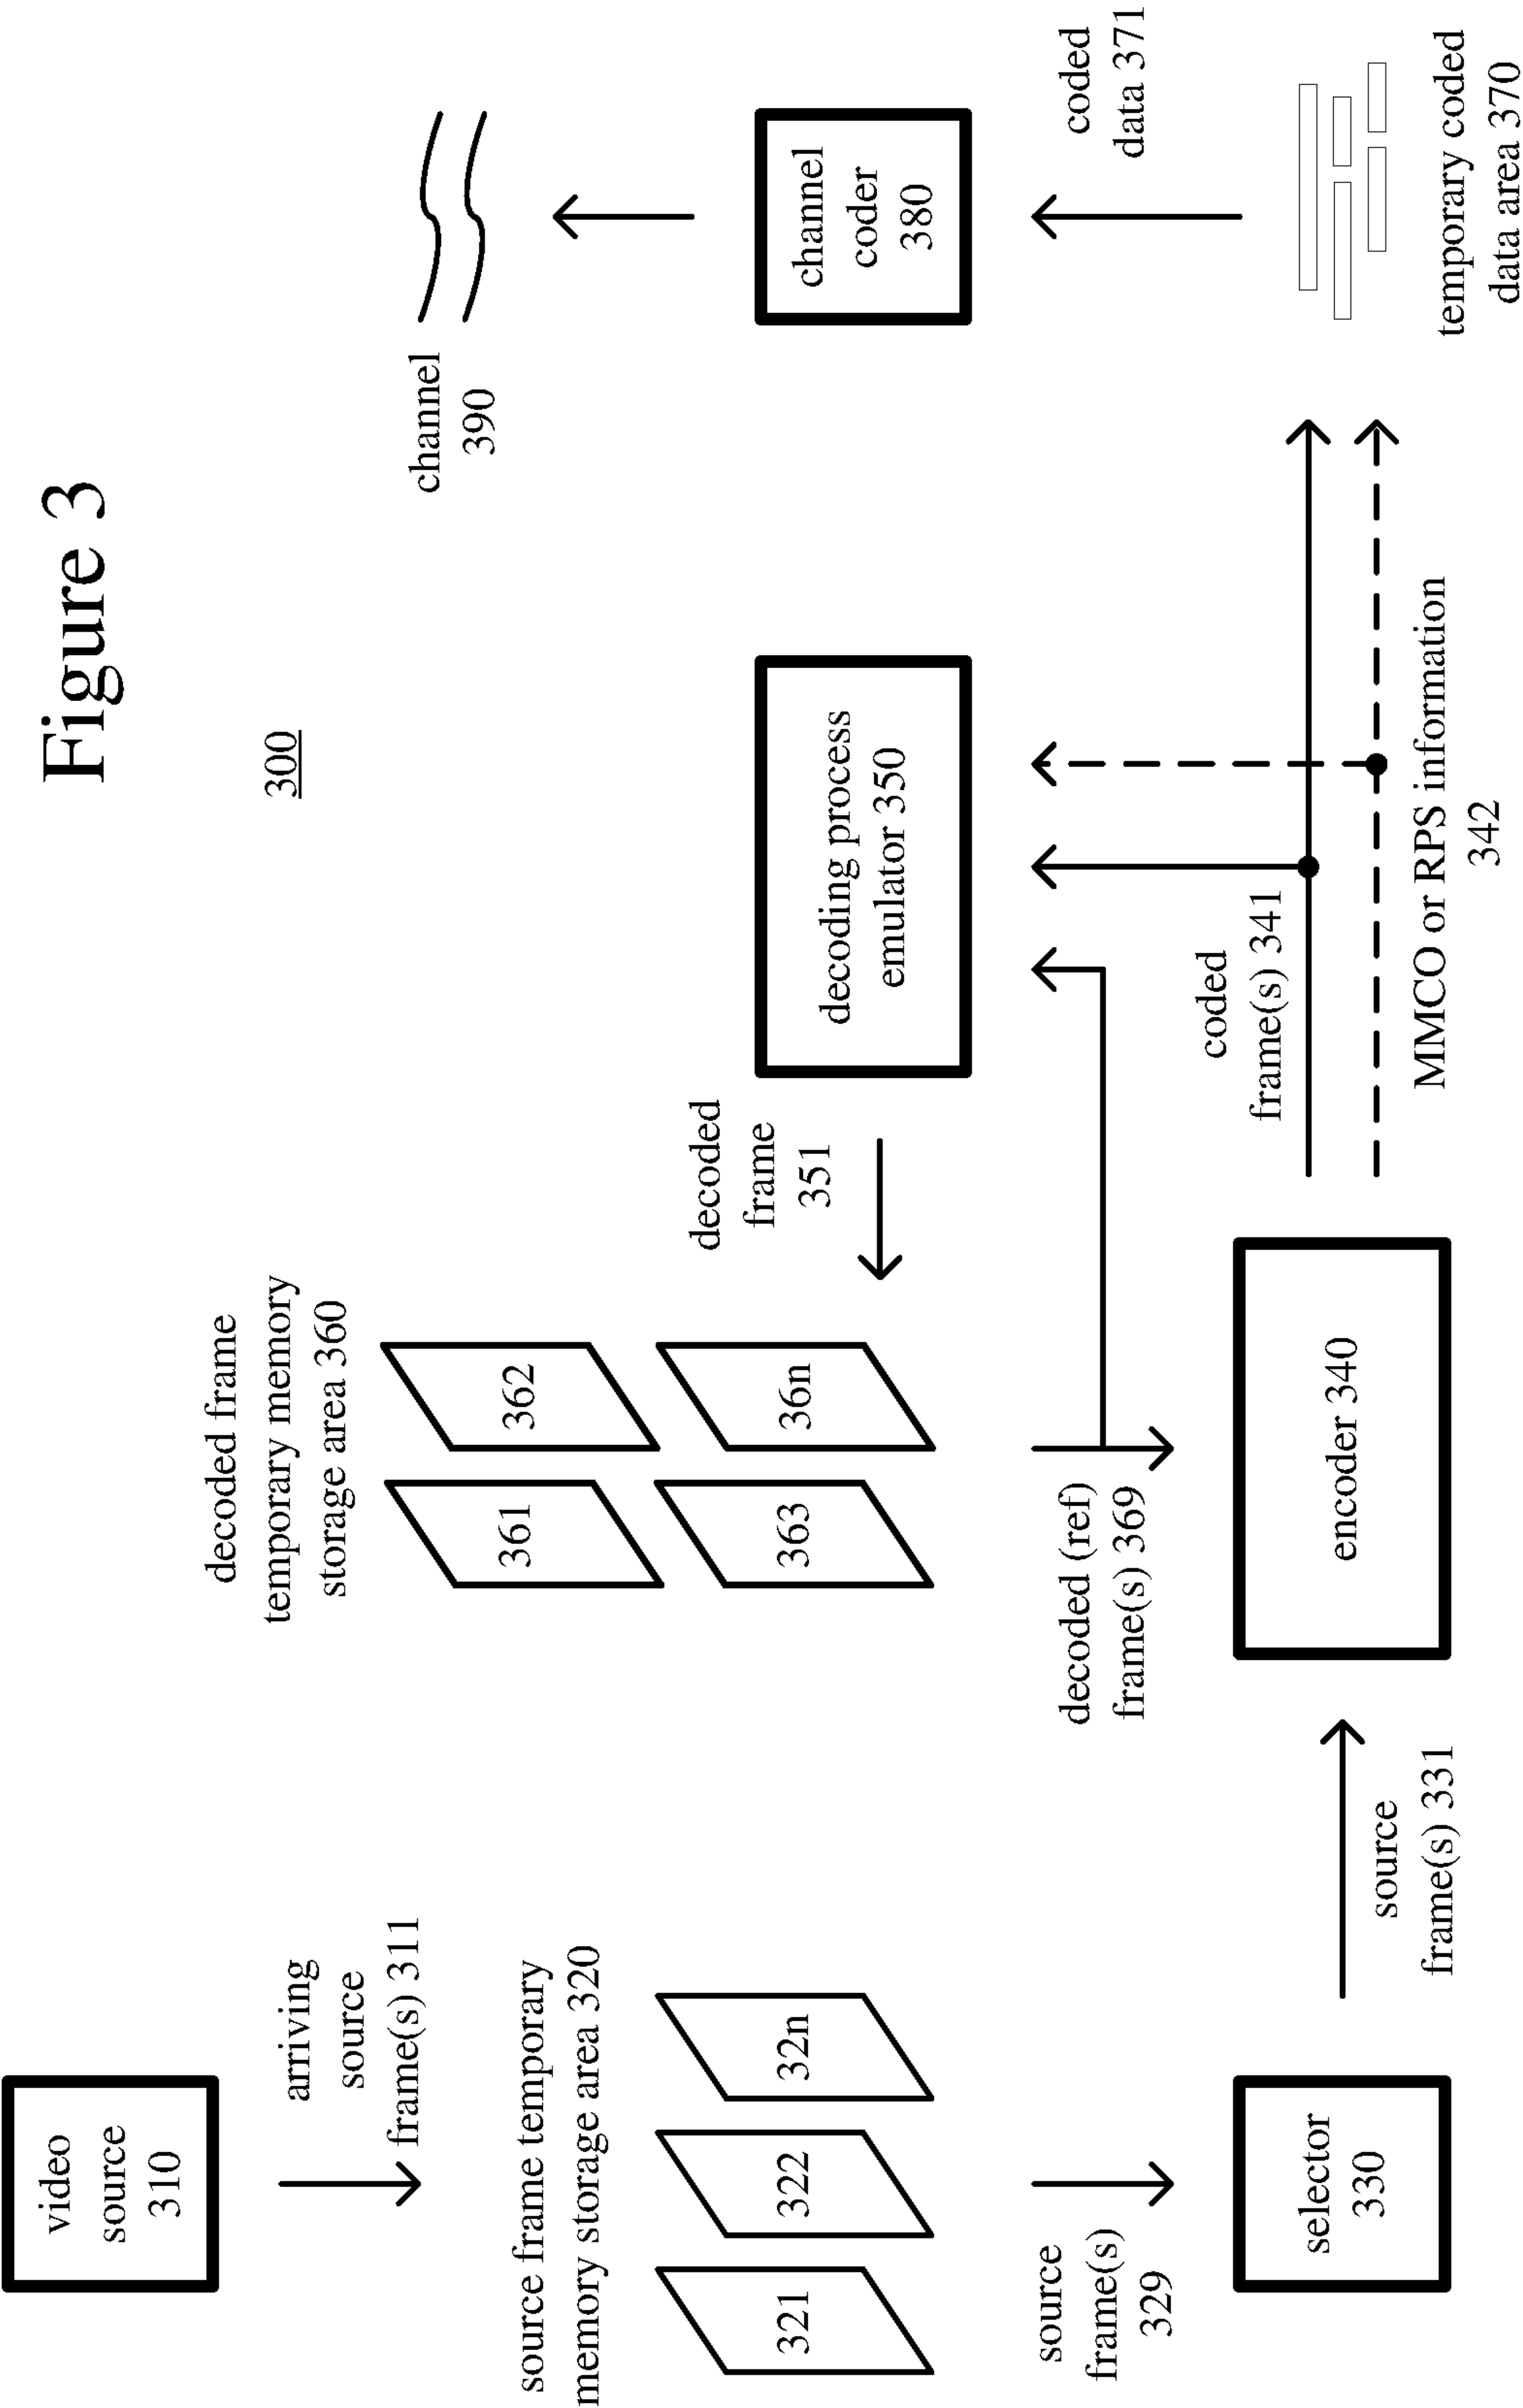 Figure 3
300
video
source
310
arriving
source
frame(s) 311
source frame temporary
memory storage area 320
321
322
32n
source
frame(s)
329
selector
330
source
frame(s) 331
decoded frame
temporary memory
storage area 360
361
362
363
36n
decoded (ref)
frame(s) 369
encoder 340
decoded
frame
351
decoding process
emulator 350
coded
frame(s) 341
MMCO or RPS information
342
channel
390
channel
coder
380
coded
data 371
temporary coded
data area 370